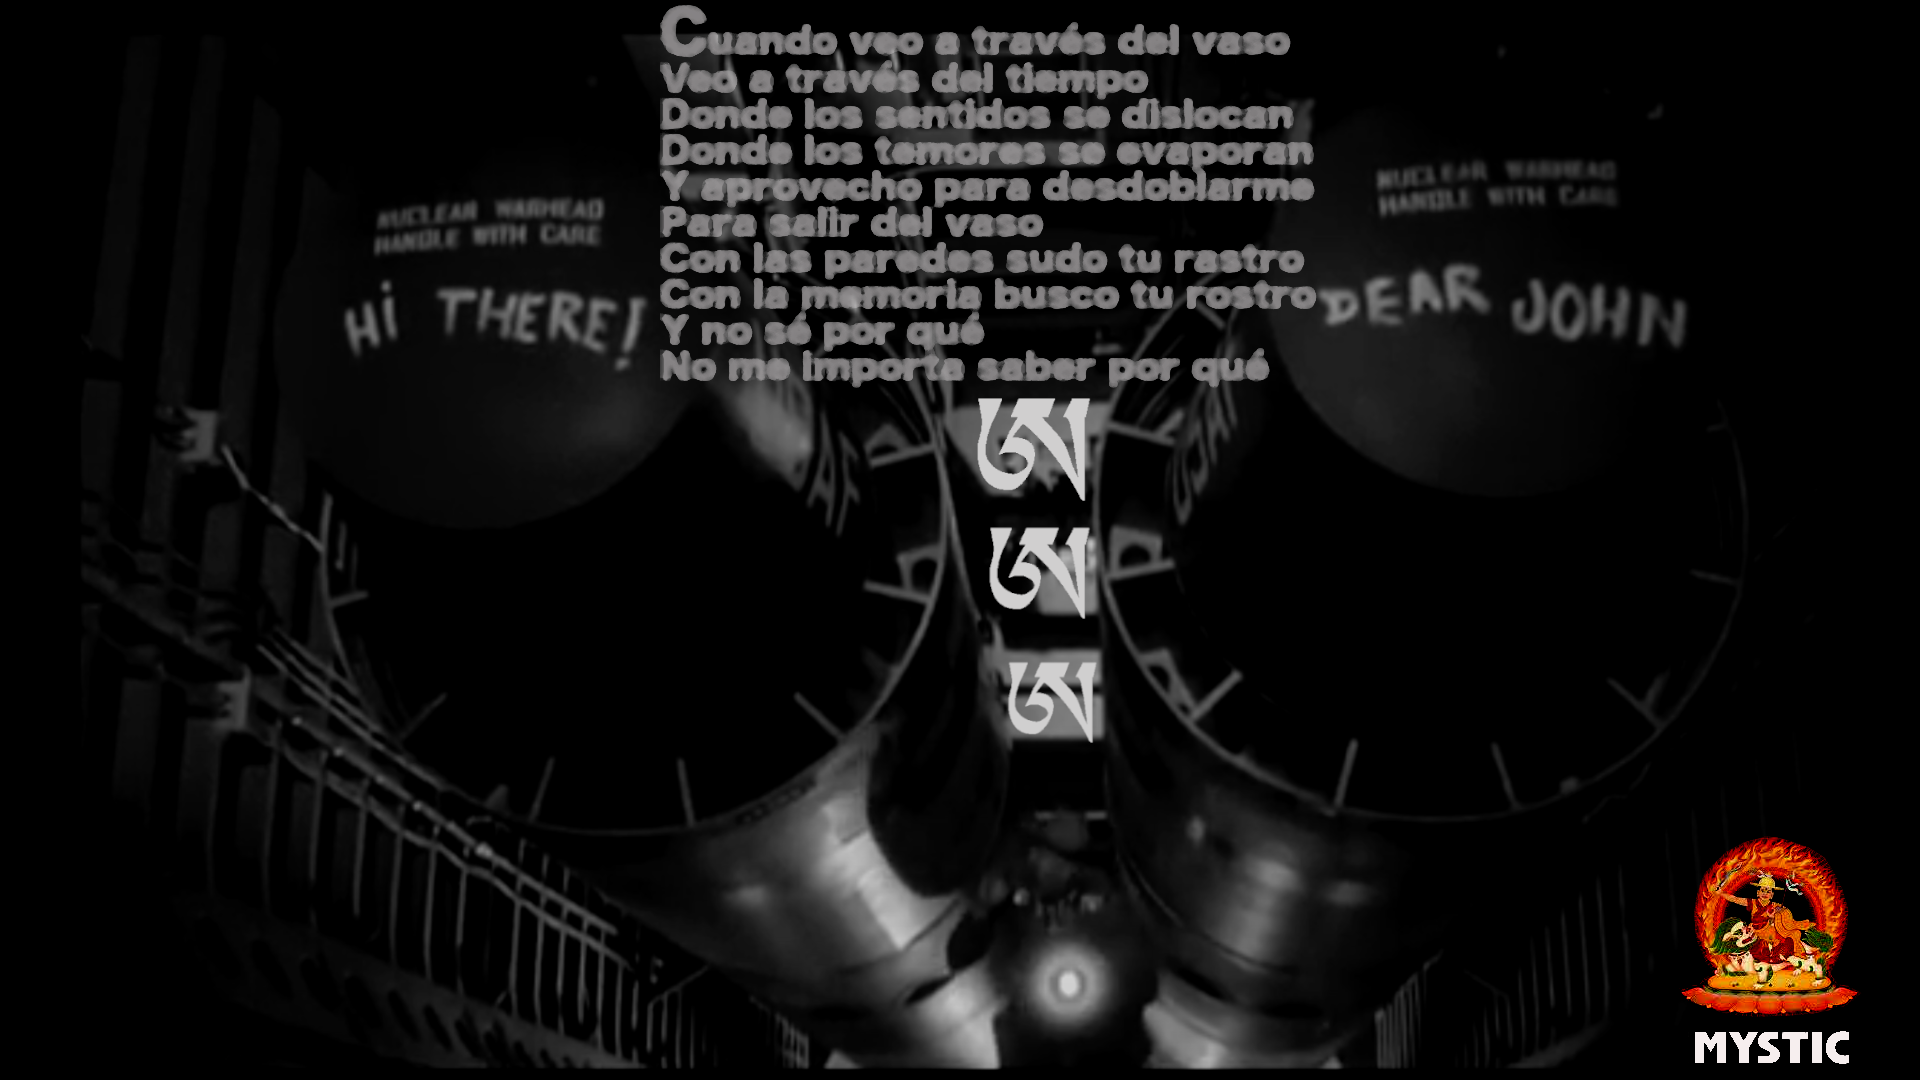 Cuando veo a través del vaso
Veo a través del tiempo
Donde los sentidos se dislocan
Donde los temores se evaporan
Y aprovecho para desdoblarme
Para salir del vaso
Con las paredes sudo tu rastro
Con la memoria busco tu rostro
Y no sé por qué
No me importa saber por qué
NUCLEAR WARHEAD
HANDLE WITH CARE
HI THERE!
NUCLEAR WARHEAD
HANDLE WITH CARE
DEAR JOHN
ཨ
ཨ
ཨ
MYSTIC